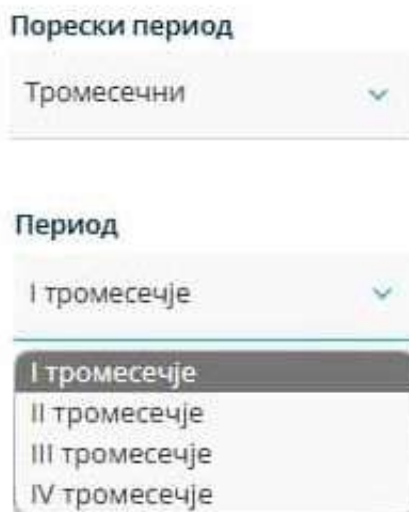 Порески период
Тромесечни
Период
I тромесечје
I тромесечје
II тромесечје
III тромесечје
IV тромесечје